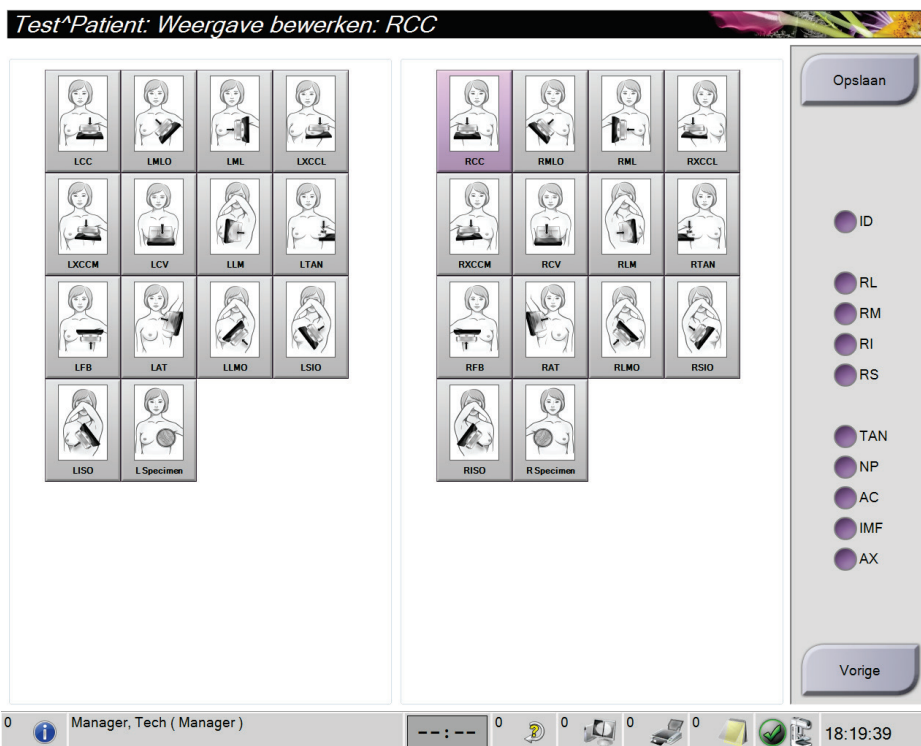 Test^Patient: Weergave bewerken: RCC
LCC LMLO LML LXCCL
LXCCM LCV LLM LTAN
LFB LAT LLMO LSIO
LISO L Specimen
RCC RMLO RML RXCCL
RXCCM RCV RLM RTAN
RFB RAT RLMO RSIO
RISO R Specimen
Opslaan
ID
RL
RM
RI
RS
TAN
NP
AC
IMF
AX
Vorige
0 Manager, Tech ( Manager ) --:-- 0 0 0 0 18:19:39